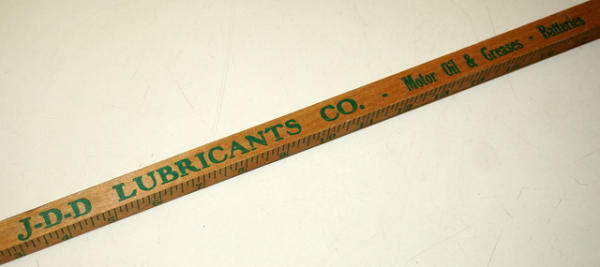 J-D-D LUBRICANTS CO. - Motor Oil & Greases - Batteries